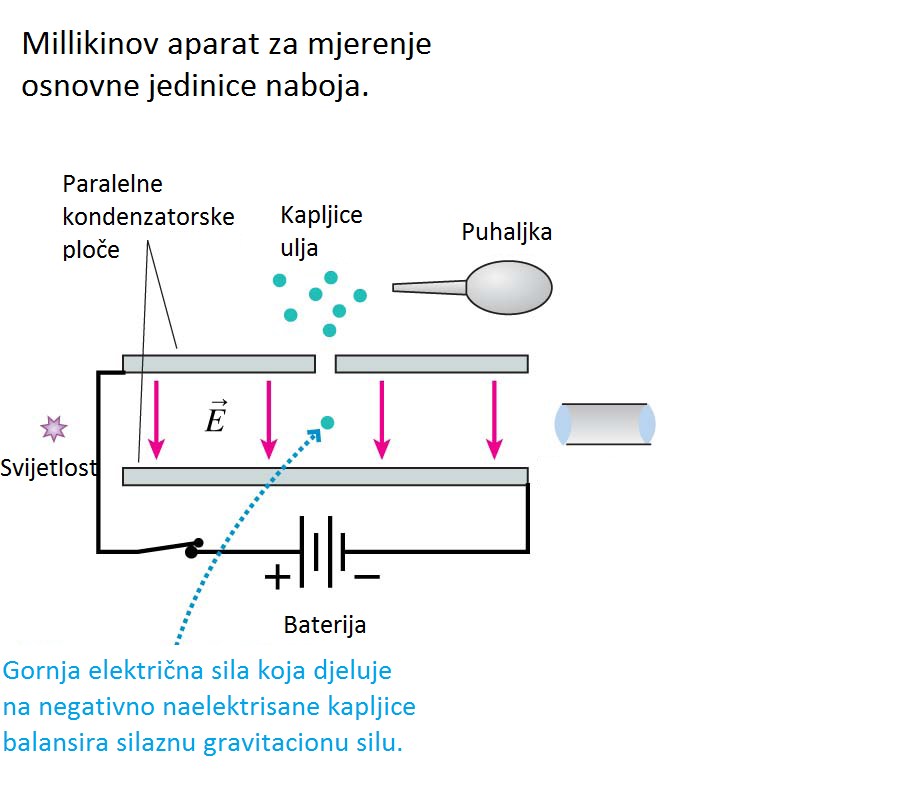 Millikinov aparat za mjerenje
osnovne jedinice naboja.
Paralelne
kondenzatorske
ploče
Kapljice
ulja
Puhaljka
E
Svijetlost
+
−
Baterija
Gornja električna sila koja djeluje
na negativno naelektrisane kapljice
balansira silaznu gravitacionu silu.